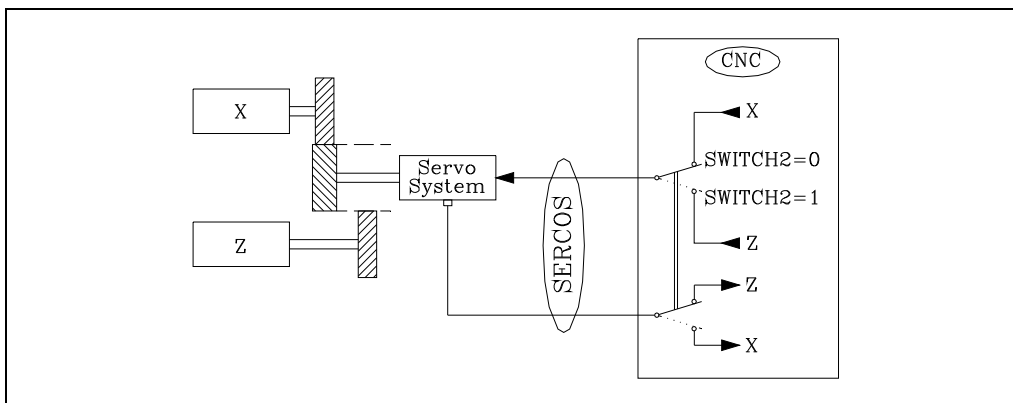 CNC
X
X
SWITCH2=0
Servo
System
SWITCH2=1
SERCOS
Z
Z
Z
X